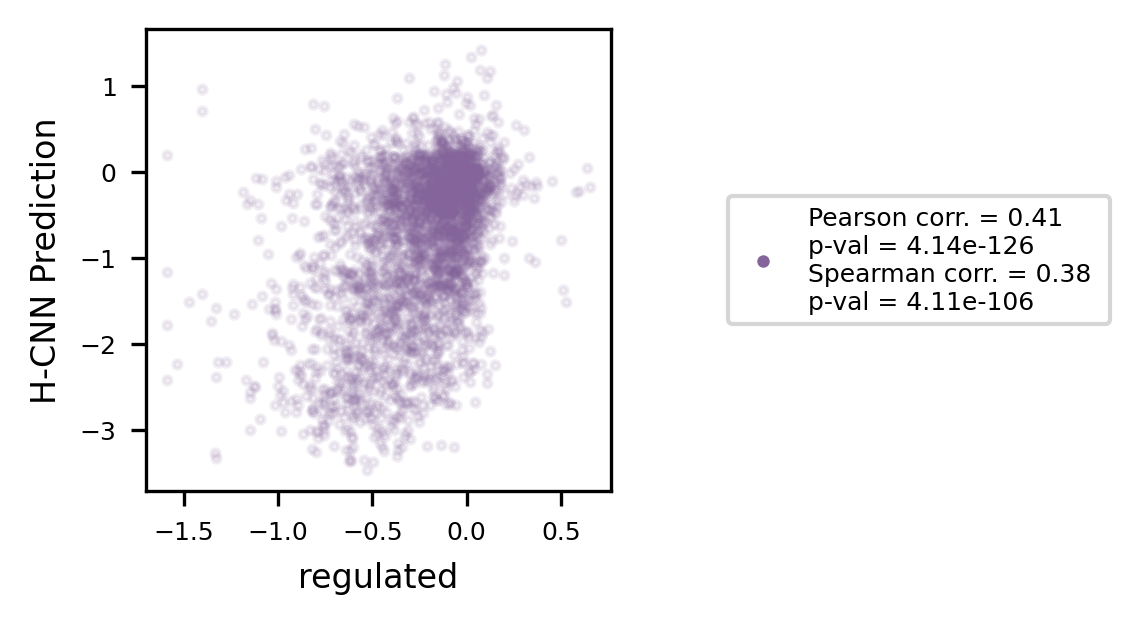 H-CNN Prediction
1
0
−1
−2
−3
−1.5
−1.0
−0.5
0.0
0.5
regulated
Pearson corr. = 0.41
p-val = 4.14e-126
Spearman corr. = 0.38
p-val = 4.11e-106